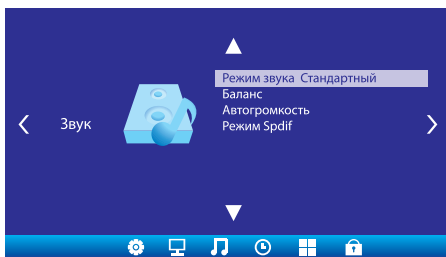 Звук
Режим звука Стандартный
Баланс
Автогромкость
Режим Spdif